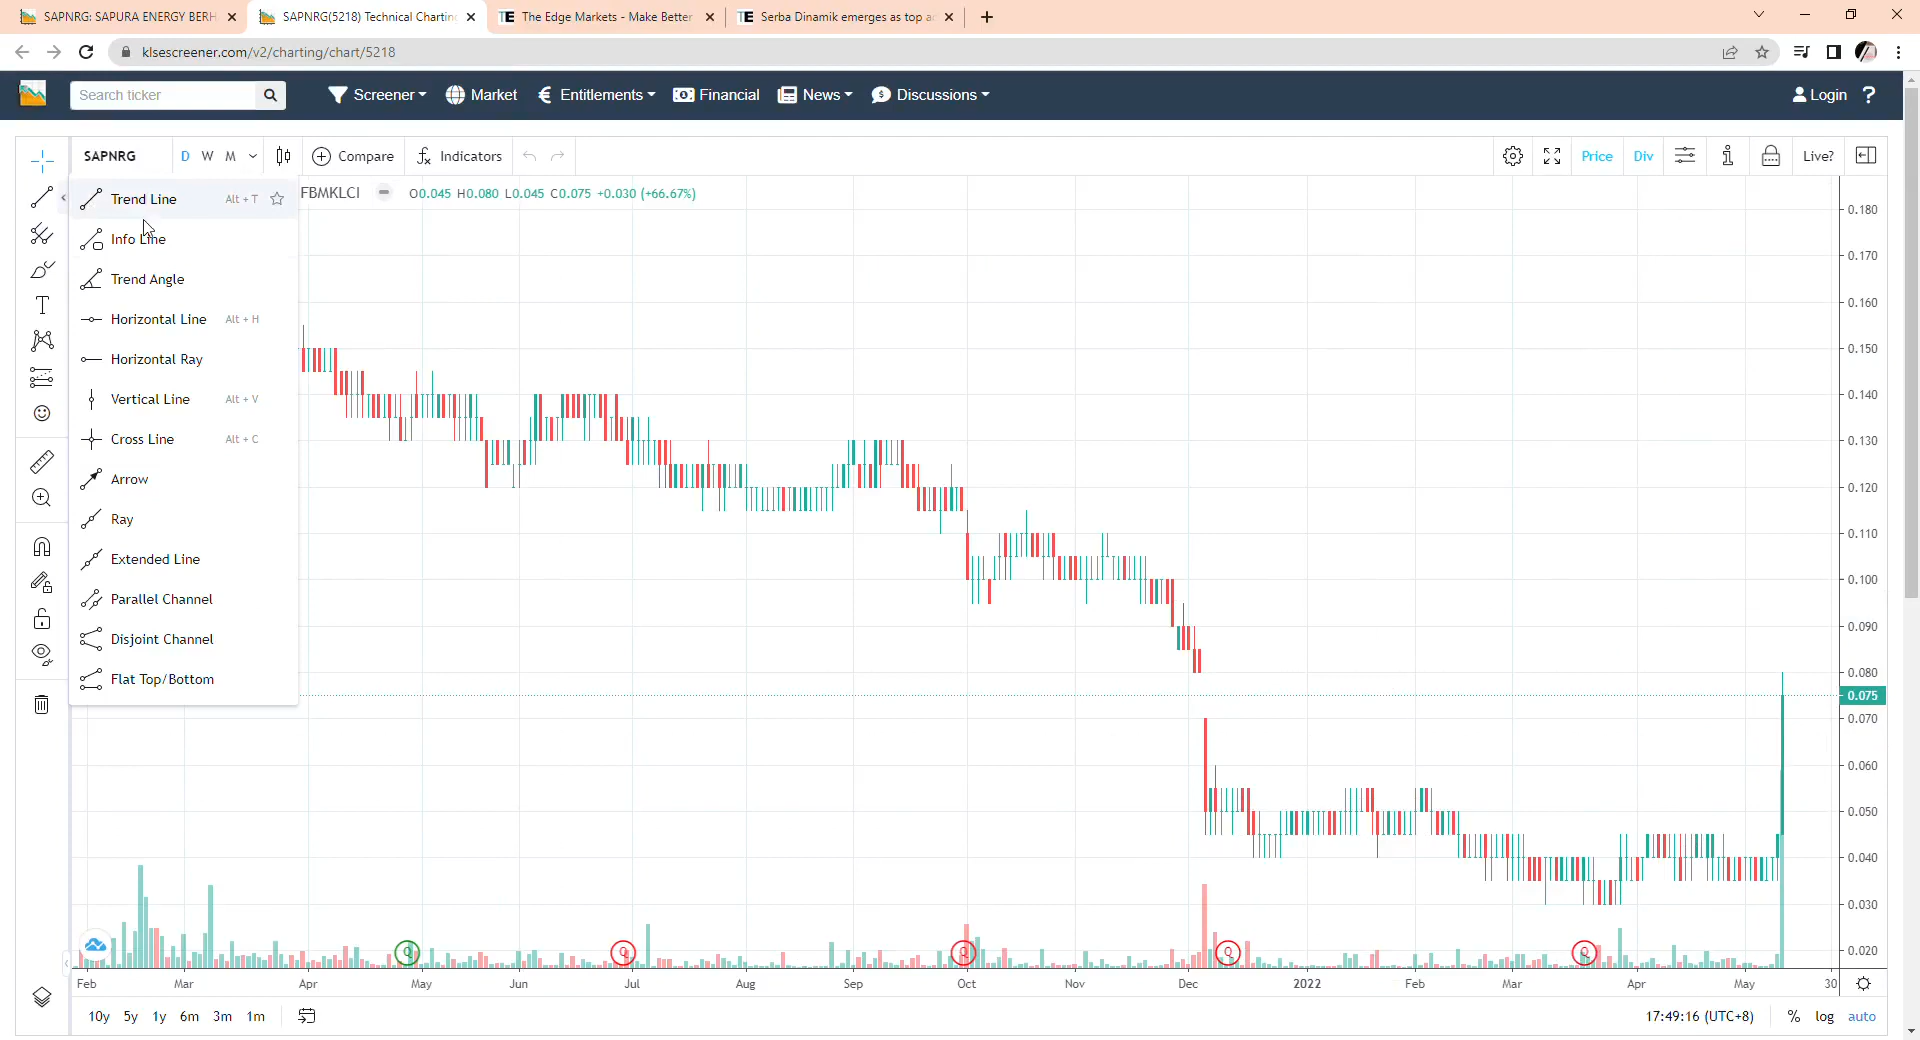 SAPNRG: SAPURA ENERGY BERH
SAPNRG(5218) Technical Charting
The Edge Markets - Make Better
Serba Dinamik emerges as top a
klsescreener.com/v2/charting/chart/5218
Search ticker
Screener
Market
Entitlements
Financial
News
Discussions
Login
?
SAPNRG
D W M
Compare
Indicators
Price
Div
Live?
FBMKLCI
O0.045 H0.080 L0.045 C0.075 +0.030 (+66.67%)
Trend Line Alt + T
Info Line
Trend Angle
Horizontal Line Alt + H
Horizontal Ray
Vertical Line Alt + V
Cross Line Alt + C
Arrow
Ray
Extended Line
Parallel Channel
Disjoint Channel
Flat Top/Bottom
0.180
0.170
0.160
0.150
0.140
0.130
0.120
0.110
0.100
0.090
0.080
0.075
0.070
0.060
0.050
0.040
0.030
0.020
Q Q Q Q Q
Feb Mar Apr May Jun Jul Aug Sep Oct Nov Dec 2022 Feb Mar Apr May 30
10y 5y 1y 6m 3m 1m
17:49:16 (UTC+8)
% log auto